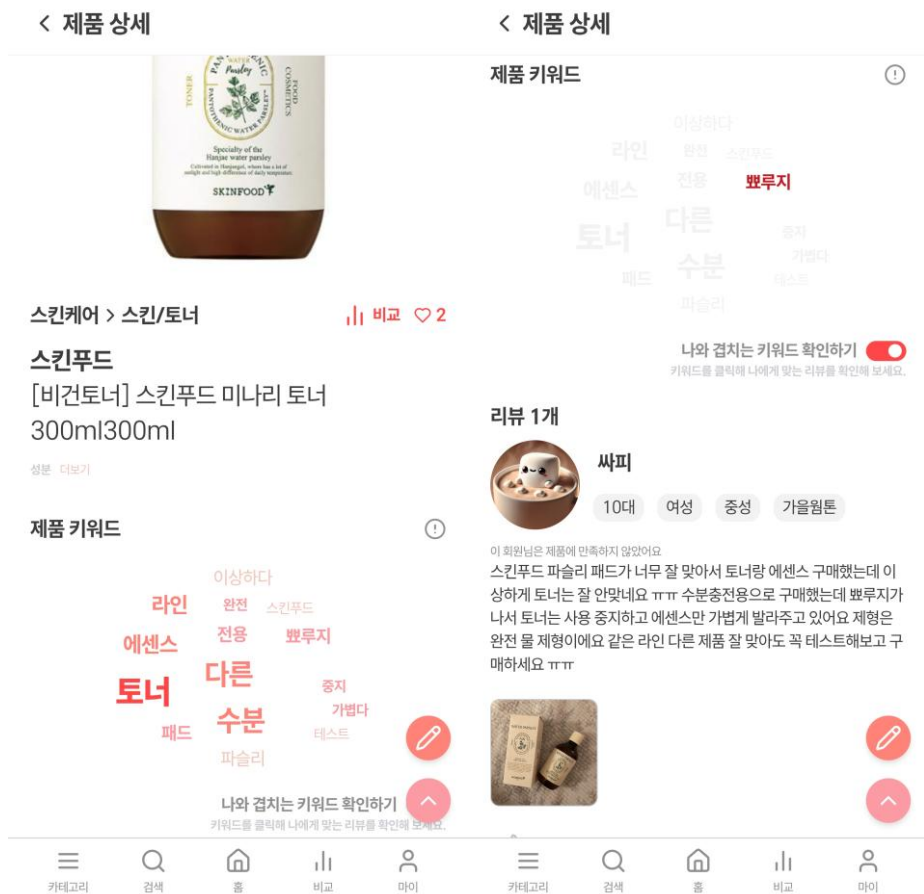 제품 상세
WATER
Parsley
PANTOTHENIC WATER PARSLEY
TONER
FOOD COSMETICS
Specialty of the
Hanjae water parsley
SKINFOOD
스킨케어 > 스킨/토너
비교 2
스킨푸드
[비건토너] 스킨푸드 미나리 토너
300ml300ml
성분 더보기
제품 키워드
이상하다
라인 완전 스킨푸드
에센스 전용 뽀루지
토너 다른 중지
수분 가볍다
패드 테스트
파슬리
나와 겹치는 키워드 확인하기
키워드를 클릭해 나에게 맞는 리뷰를 확인해 보세요.
카테고리 검색 홈 비교 마이
제품 상세
제품 키워드
이상하다
라인 완전 스킨푸드
에센스 전용 뾰루지
토너 다른 중지
수분 가볍다
패드 테스트
파슬리
나와 겹치는 키워드 확인하기
키워드를 클릭해 나에게 맞는 리뷰를 확인해 보세요.
리뷰 1개
싸피
10대 여성 중성 가을웜톤
이 회원님은 제품에 만족하지 않았어요
스킨푸드 파슬리 패드가 너무 잘 맞아서 토너랑 에센스 구매했는데 이
상하게 토너는 잘 안맞네요 ㅠㅠ 수분충전용으로 구매했는데 뾰루지가
나서 토너는 사용 중지하고 에센스만 가볍게 발라주고 있어요 제형은
완전 물 제형이에요 같은 라인 다른 제품 잘 맞아도 꼭 테스트해보고 구
매하세요 ㅠㅠ
카테고리 검색 홈 비교 마이